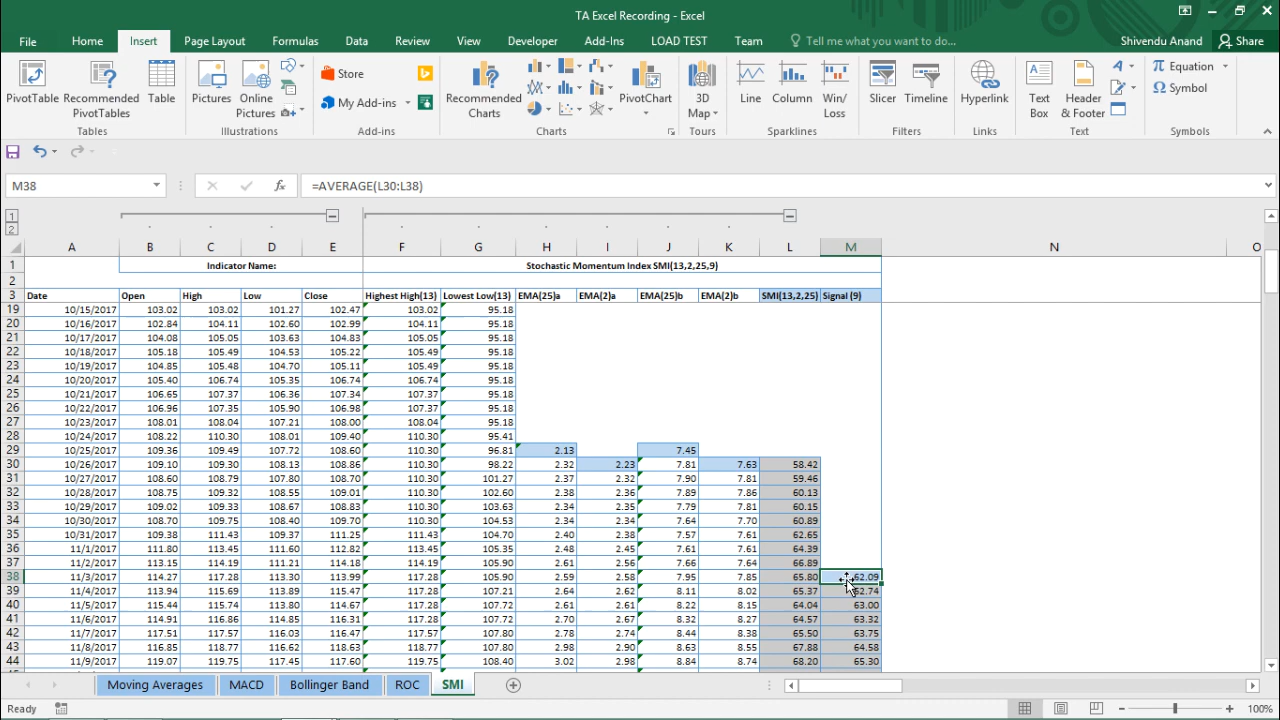 TA Excel Recording - Excel
File Home Insert Page Layout Formulas Data Review View Developer Add-Ins LOAD TEST Team Tell me what you want to do... Shivendu Anand Share
PivotTable Recommended PivotTables Table Pictures Online Pictures Store My Add-ins Recommended Charts PivotChart 3D Map Line Column Win/Loss Slicer Timeline Hyperlink Text Box Header & Footer Equation Symbol
Tables Illustrations Add-ins Charts Tours Sparklines Filters Links Text Symbols
M38 fx =AVERAGE(L30:L38)
1
2
A B C D E F G H I J K L M N O
1 Indicator Name: Stochastic Momentum Index SMI(13,2,25,9)
2
3 Date Open High Low Close Highest High(13) Lowest Low(13) EMA(25)a EMA(2)a EMA(25)b EMA(2)b SMI(13,2,25) Signal (9)
19 10/15/2017 103.02 103.02 101.27 102.47 103.02 95.18
20 10/16/2017 102.84 104.11 102.60 102.99 104.11 95.18
21 10/17/2017 104.08 105.05 103.63 104.83 105.05 95.18
22 10/18/2017 105.18 105.49 104.53 105.22 105.49 95.18
23 10/19/2017 104.85 105.48 104.70 105.11 105.49 95.18
24 10/20/2017 105.40 106.74 105.35 106.74 106.74 95.18
25 10/21/2017 106.65 107.37 106.36 107.34 107.37 95.18
26 10/22/2017 106.96 107.35 105.90 106.98 107.37 95.18
27 10/23/2017 108.01 108.04 107.21 108.00 108.04 95.18
28 10/24/2017 108.22 110.30 108.01 109.40 110.30 95.41
29 10/25/2017 109.36 109.49 107.72 108.60 110.30 96.81 2.13 7.45
30 10/26/2017 109.10 109.30 108.13 108.86 110.30 98.22 2.32 2.23 7.81 7.63 58.42
31 10/27/2017 108.60 108.79 107.80 108.70 110.30 101.27 2.37 2.32 7.90 7.81 59.46
32 10/28/2017 108.75 109.32 108.55 109.01 110.30 102.60 2.38 2.36 7.89 7.86 60.13
33 10/29/2017 109.02 109.33 108.67 108.83 110.30 103.63 2.34 2.35 7.79 7.81 60.15
34 10/30/2017 108.70 109.75 108.40 109.70 110.30 104.53 2.34 2.34 7.64 7.70 60.89
35 10/31/2017 109.38 111.43 109.37 111.25 111.43 104.70 2.40 2.38 7.57 7.61 62.65
36 11/1/2017 111.80 113.45 111.60 112.82 113.45 105.35 2.48 2.45 7.61 7.61 64.39
37 11/2/2017 113.15 114.19 111.21 114.18 114.19 105.90 2.61 2.56 7.66 7.64 66.89
38 11/3/2017 114.27 117.28 113.30 113.99 117.28 105.90 2.59 2.58 7.95 7.85 65.80 62.09
39 11/4/2017 113.94 115.69 113.89 115.47 117.28 107.21 2.64 2.62 8.11 8.02 65.37 62.74
40 11/5/2017 115.44 115.74 113.80 114.67 117.28 107.72 2.61 2.61 8.22 8.15 64.04 63.00
41 11/6/2017 114.91 116.86 114.85 116.31 117.28 107.72 2.70 2.67 8.32 8.27 64.57 63.32
42 11/7/2017 117.51 117.57 116.03 116.47 117.57 107.80 2.78 2.74 8.44 8.38 65.50 63.75
43 11/8/2017 116.85 118.77 116.62 118.63 118.77 107.80 2.98 2.90 8.63 8.55 67.88 64.58
44 11/9/2017 119.07 119.75 117.45 117.60 119.75 108.40 3.02 2.98 8.84 8.74 68.20 65.30
Moving Averages MACD Bollinger Band ROC SMI
Ready 100%